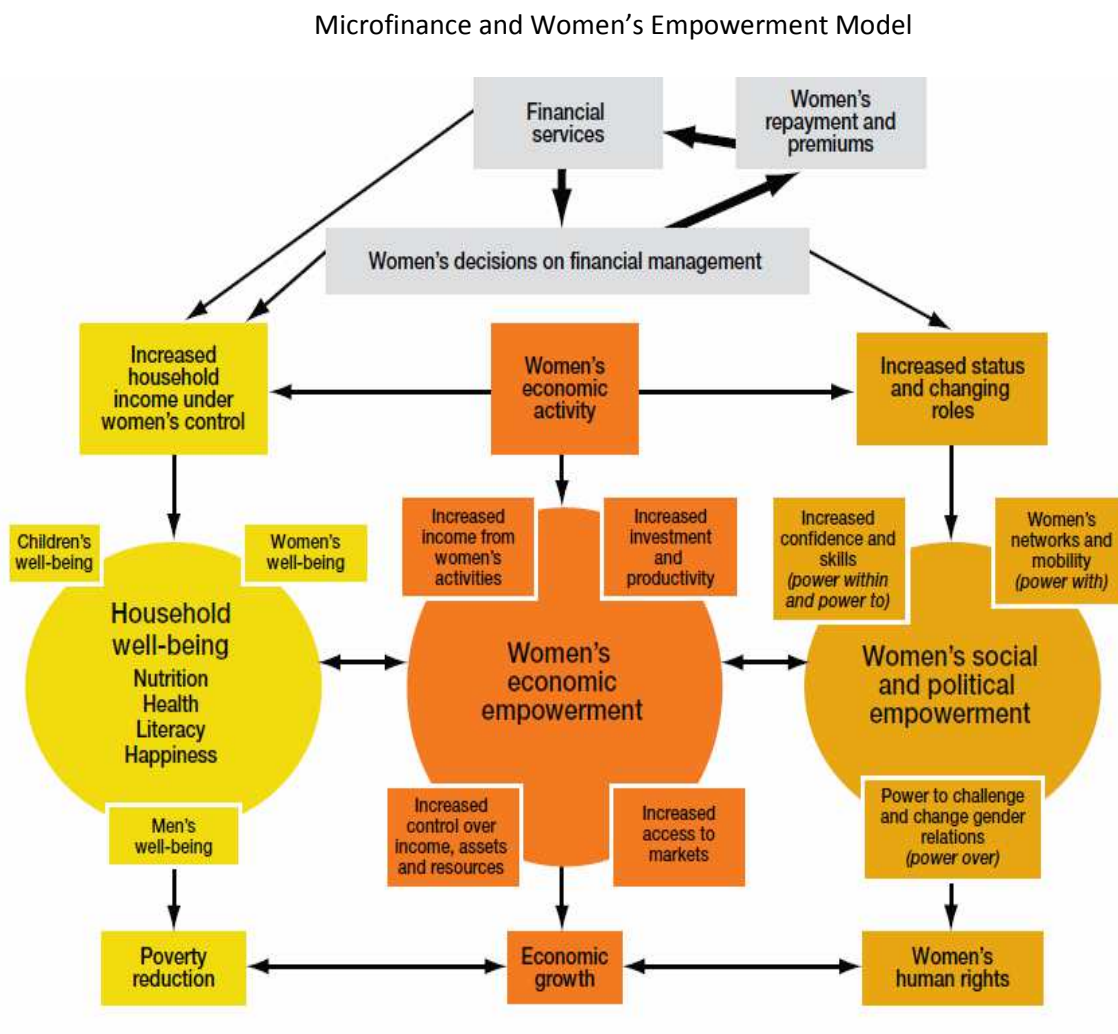 Microfinance and Women’s Empowerment Model
Financial
services
Women’s
repayment and
premiums
Women’s decisions on financial management
Increased
household
income under
women’s control
Women’s
economic
activity
Increased status
and changing
roles
Children’s
well-being
Women’s
well-being
Household
well-being
Nutrition
Health
Literacy
Happiness
Men’s
well-being
Increased
income from
women’s
activities
Increased
investment
and
productivity
Women’s
economic
empowerment
Increased
control over
income, assets
and resources
Increased
access to
markets
Increased
confidence and
skills
(power within
and power to)
Women’s
networks and
mobility
(power with)
Women’s social
and political
empowerment
Power to challenge
and change gender
relations
(power over)
Poverty
reduction
Economic
growth
Women’s
human rights